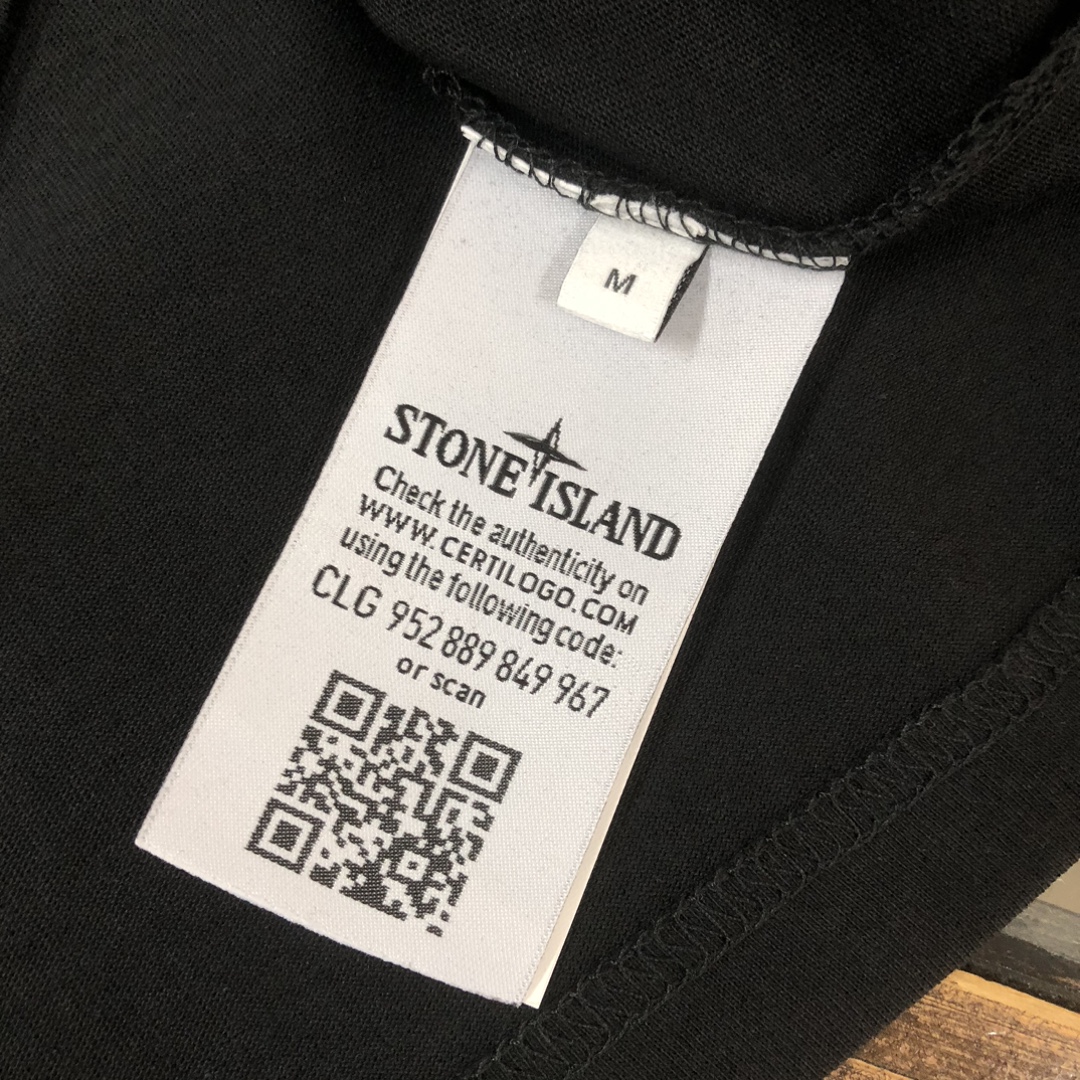 M
STONE ISLAND
Check the authenticity on
WWW.CERTILOGO.COM
using the following code:
CLG 952 889 849 967
or scan